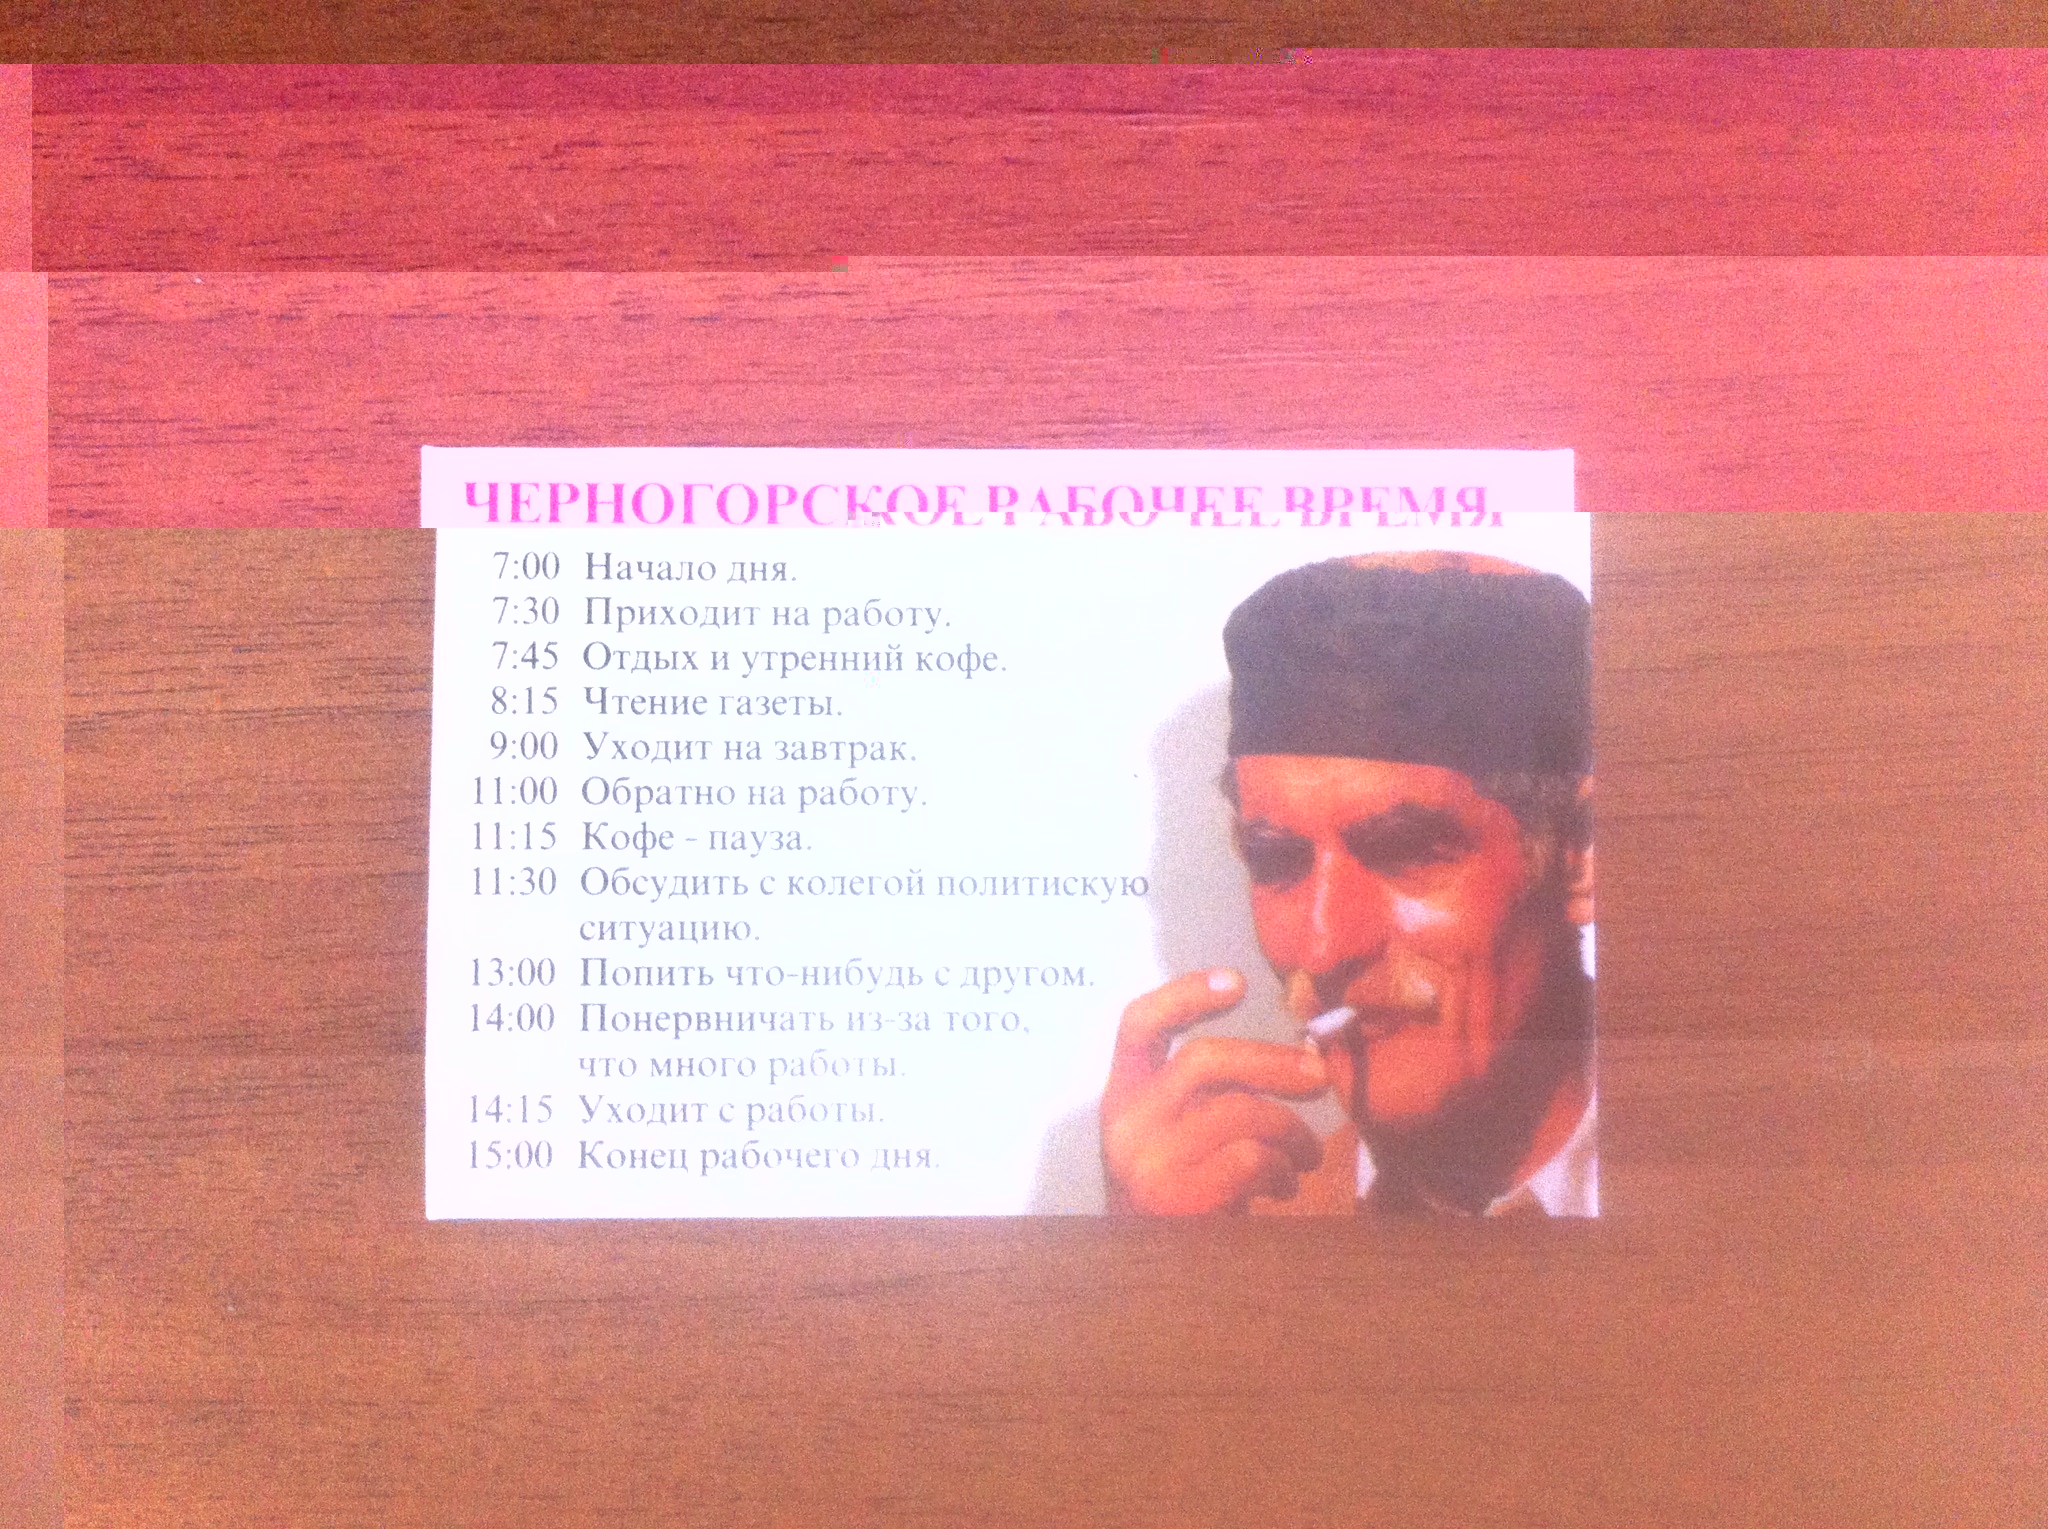 ЧЕРНОГОРСКОЕ РАБОЧЕЕ ВРЕМЯ
7:00 Начало дня.
7:30 Приходит на работу.
7:45 Отдых и утренний кофе.
8:15 Чтение газеты.
9:00 Уходит на завтрак.
11:00 Обратно на работу.
11:15 Кофе - пауза.
11:30 Обсудить с колегой политискую
ситуацию.
13:00 Попить что-нибудь с другом.
14:00 Понервничать из-за того,
что много работы.
14:15 Уходит с работы.
15:00 Конец рабочего дня.